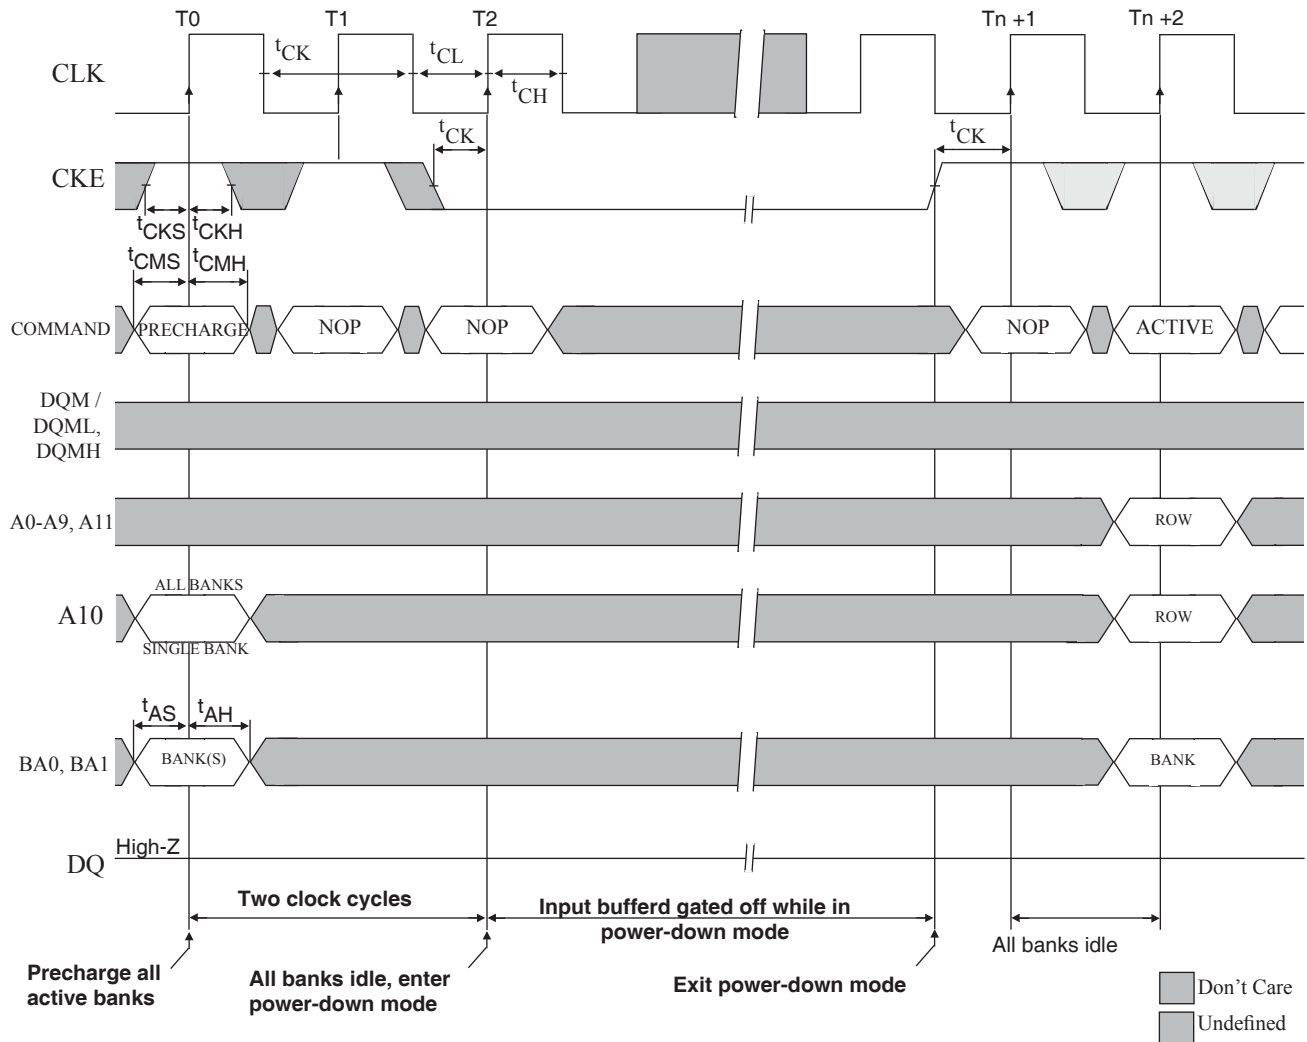 T0 T1 T2 Tn +1 Tn +2
CLK
tCK
tCL
tCH
tCK
tCK
CKE
tCKS
tCKH
tCMS
tCMH
COMMAND
PRECHARGE
NOP
NOP
NOP
ACTIVE
DQM /
DQML,
DQMH
A0-A9, A11
ROW
ALL BANKS
A10
ROW
SINGLE BANK
tAS
tAH
BA0, BA1
BANK(S)
BANK
High-Z
DQ
Two clock cycles
Input bufferd gated off while in
power-down mode
All banks idle
Precharge all
active banks
All banks idle, enter
power-down mode
Exit power-down mode
Don't Care
Undefined